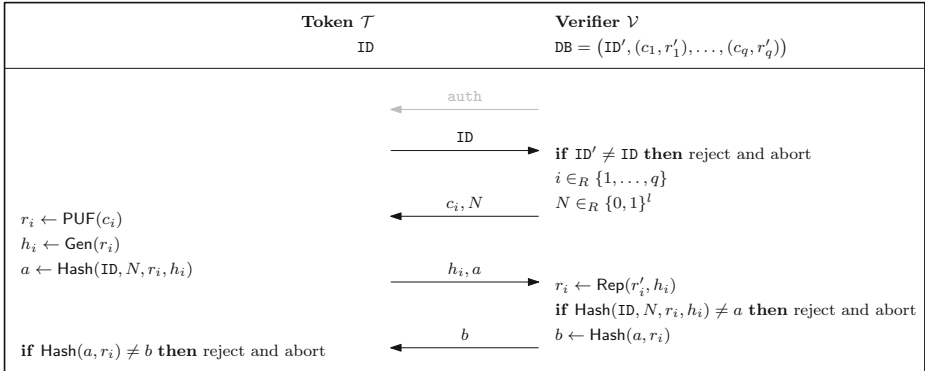 Token 𝒯 Verifier 𝒱
ID DB = (ID′, (c₁, r′₁), . . . , (c_q, r′_q))
auth
ID
if ID′ ≠ ID then reject and abort
i ∈_R {1, . . . , q}
c_i, N N ∈_R {0, 1}^l
r_i ← PUF(c_i)
h_i ← Gen(r_i)
a ← Hash(ID, N, r_i, h_i) h_i, a
r_i ← Rep(r′_i, h_i)
if Hash(ID, N, r_i, h_i) ≠ a then reject and abort
b b ← Hash(a, r_i)
if Hash(a, r_i) ≠ b then reject and abort